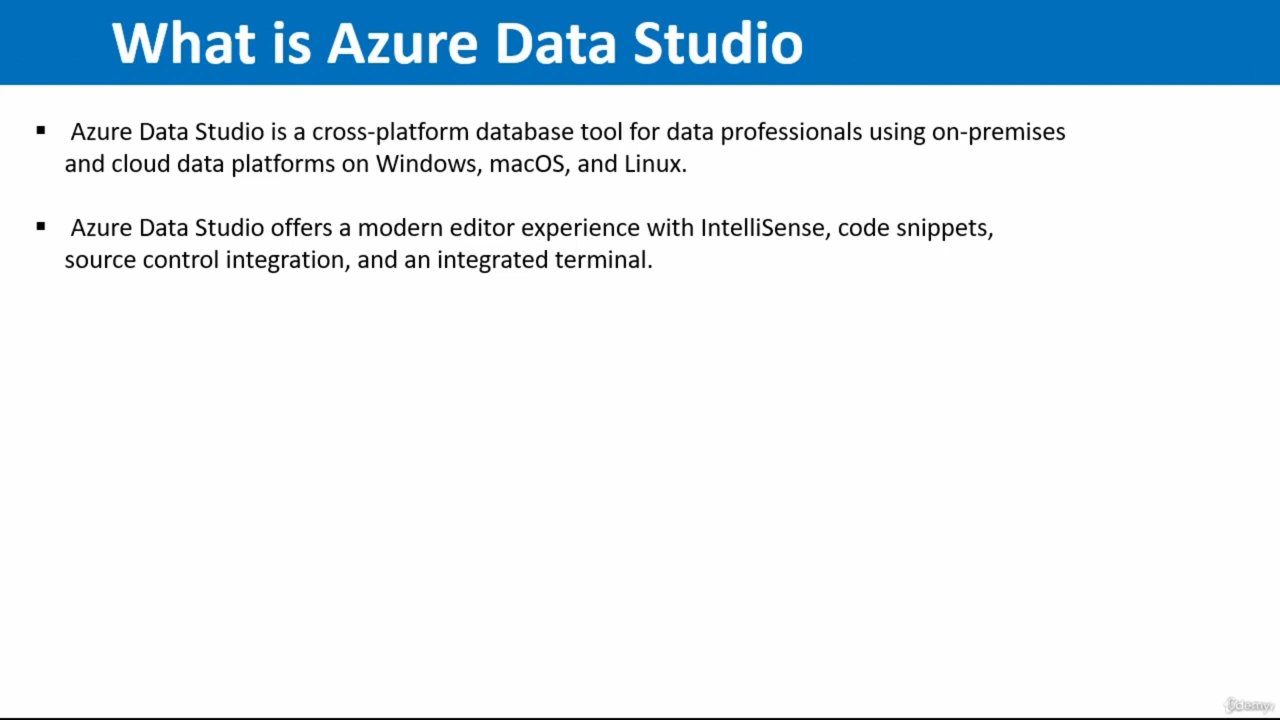 What is Azure Data Studio
▪ Azure Data Studio is a cross-platform database tool for data professionals using on-premises
and cloud data platforms on Windows, macOS, and Linux.
▪ Azure Data Studio offers a modern editor experience with IntelliSense, code snippets,
source control integration, and an integrated terminal.
ûdemy